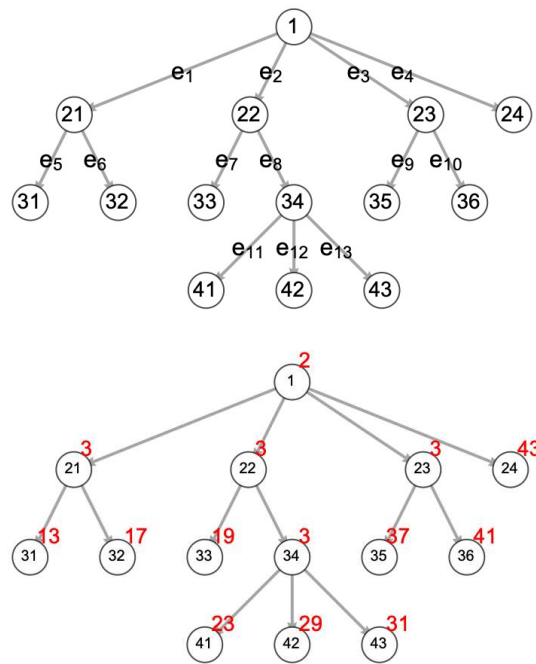 1
e₁ e₂ e₃ e₄
21 22 23 24
e₅ e₆ e₇ e₈ e₉ e₁₀
31 32 33 34 35 36
e₁₁ e₁₂ e₁₃
41 42 43
2
1
3 3 3 43
21 22 23 24
13 17 19 3 37 41
31 32 33 34 35 36
23 29 31
41 42 43